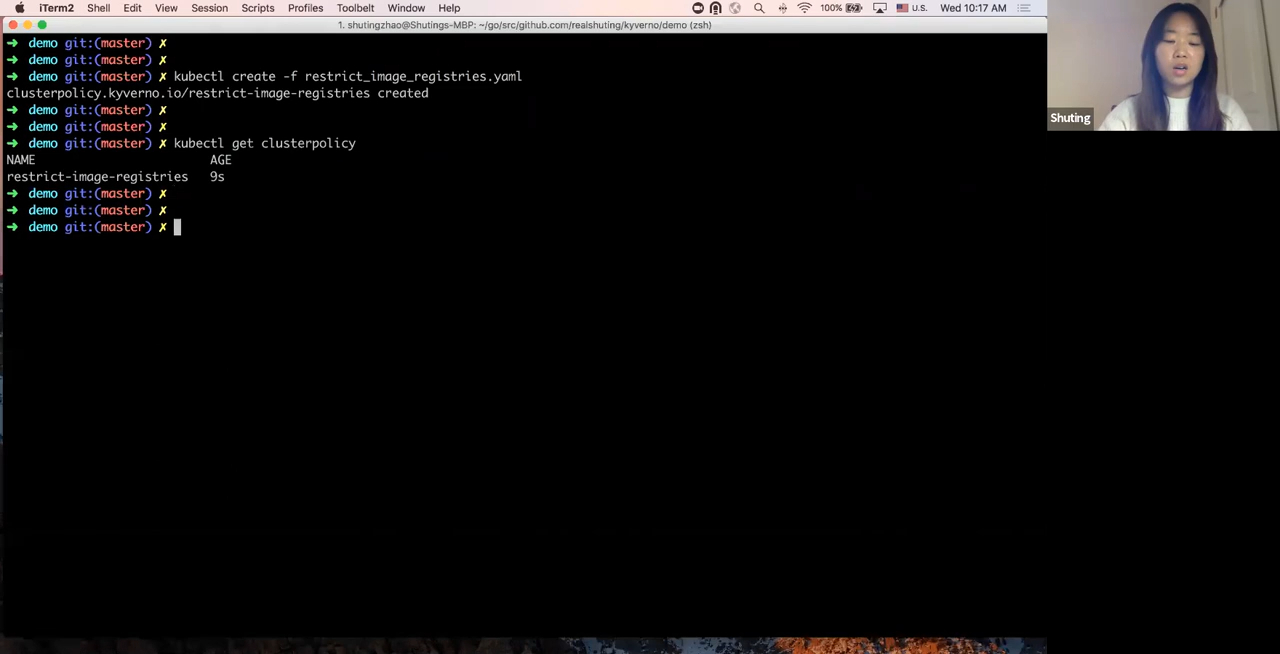 iTerm2 Shell Edit View Session Scripts Profiles Toolbelt Window Help 100% U.S. Wed 10:17 AM
1. shutingzhao@Shutings-MBP: ~/go/src/github.com/realshuting/kyverno/demo (zsh)
➜ demo git:(master) ✗
➜ demo git:(master) ✗
➜ demo git:(master) ✗ kubectl create -f restrict_image_registries.yaml
clusterpolicy.kyverno.io/restrict-image-registries created
➜ demo git:(master) ✗
➜ demo git:(master) ✗
➜ demo git:(master) ✗ kubectl get clusterpolicy
NAME AGE
restrict-image-registries 9s
➜ demo git:(master) ✗
➜ demo git:(master) ✗
➜ demo git:(master) ✗
Shuting